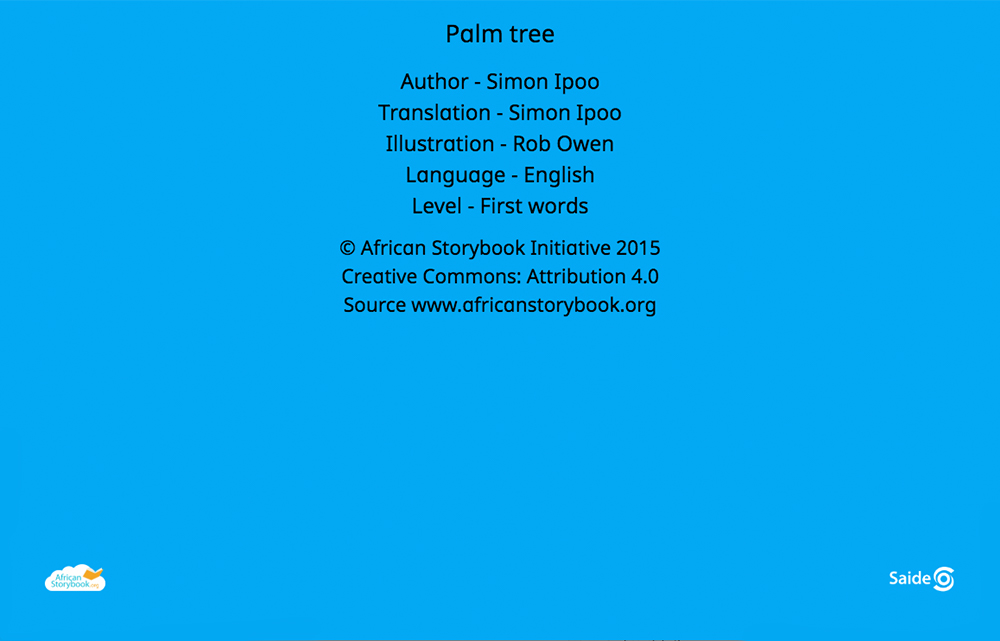 Palm tree
Author - Simon Ipoo
Translation - Simon Ipoo
Illustration - Rob Owen
Language - English
Level - First words
© African Storybook Initiative 2015
Creative Commons: Attribution 4.0
Source www.africanstorybook.org
African
Storybook.org
Saide